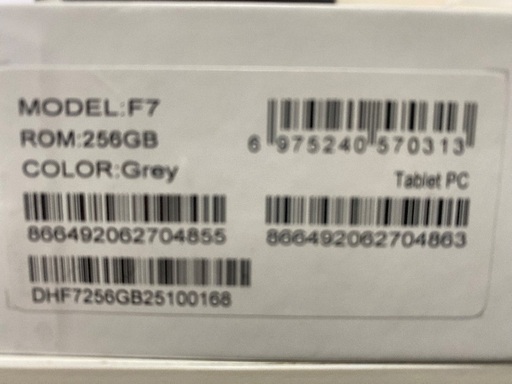 MODEL:F7
ROM:256GB
COLOR:Grey
6 975240 570313
Tablet PC
866492062704855
866492062704863
DHF7256GB25100168